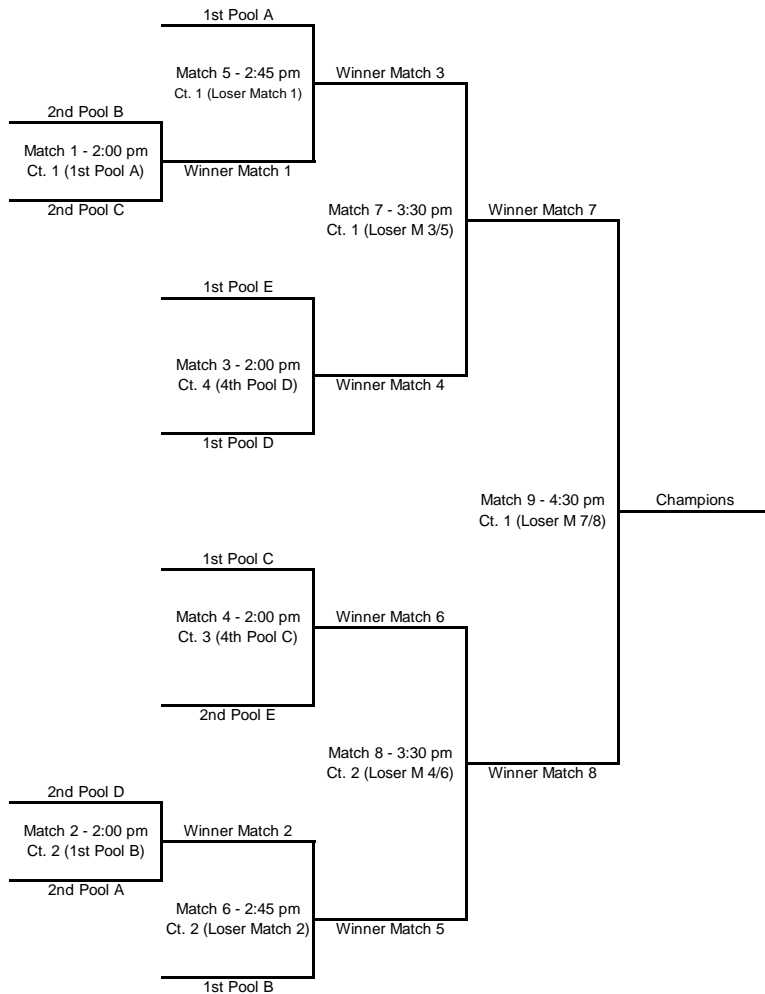 1st Pool A
Match 5 - 2:45 pm
Ct. 1 (Loser Match 1)
Winner Match 3
2nd Pool B
Match 1 - 2:00 pm
Ct. 1 (1st Pool A)
Winner Match 1
2nd Pool C
Match 7 - 3:30 pm
Ct. 1 (Loser M 3/5)
Winner Match 7
1st Pool E
Match 3 - 2:00 pm
Ct. 4 (4th Pool D)
Winner Match 4
1st Pool D
Match 9 - 4:30 pm
Ct. 1 (Loser M 7/8)
Champions
1st Pool C
Match 4 - 2:00 pm
Ct. 3 (4th Pool C)
Winner Match 6
2nd Pool E
Match 8 - 3:30 pm
Ct. 2 (Loser M 4/6)
Winner Match 8
2nd Pool D
Match 2 - 2:00 pm
Ct. 2 (1st Pool B)
Winner Match 2
2nd Pool A
Match 6 - 2:45 pm
Ct. 2 (Loser Match 2)
Winner Match 5
1st Pool B